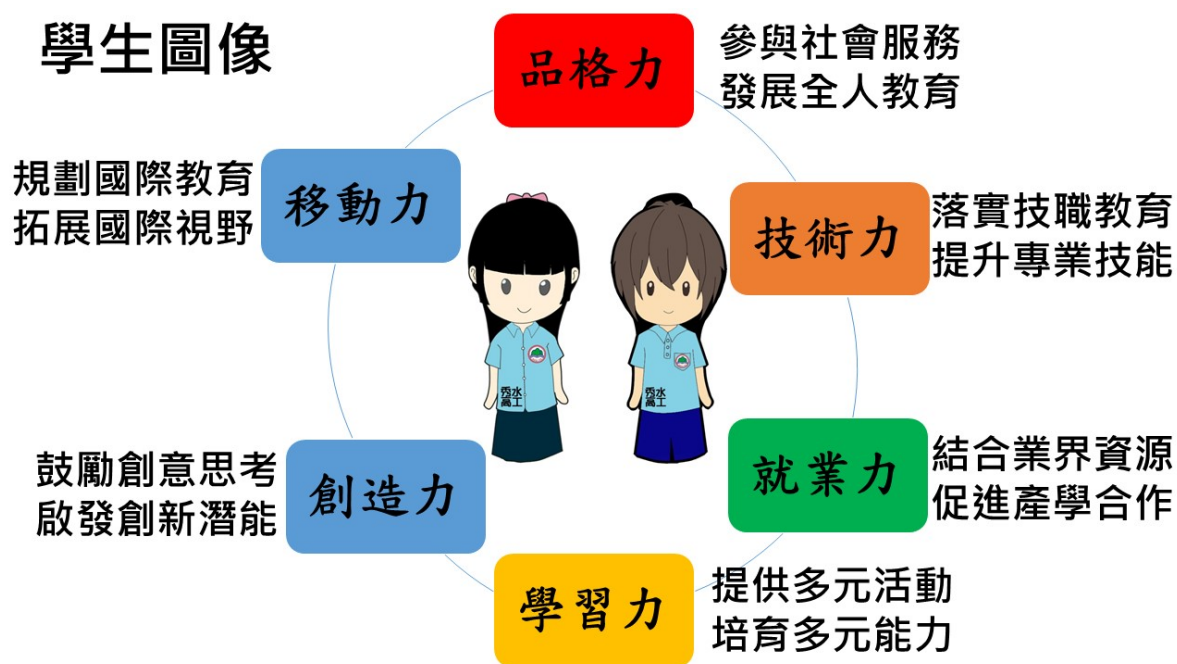 學生圖像
品格力
參與社會服務
發展全人教育
技術力
落實技職教育
提升專業技能
就業力
結合業界資源
促進產學合作
學習力
提供多元活動
培育多元能力
創造力
鼓勵創意思考
啟發創新潛能
移動力
規劃國際教育
拓展國際視野
秀水
高工
秀水
高工